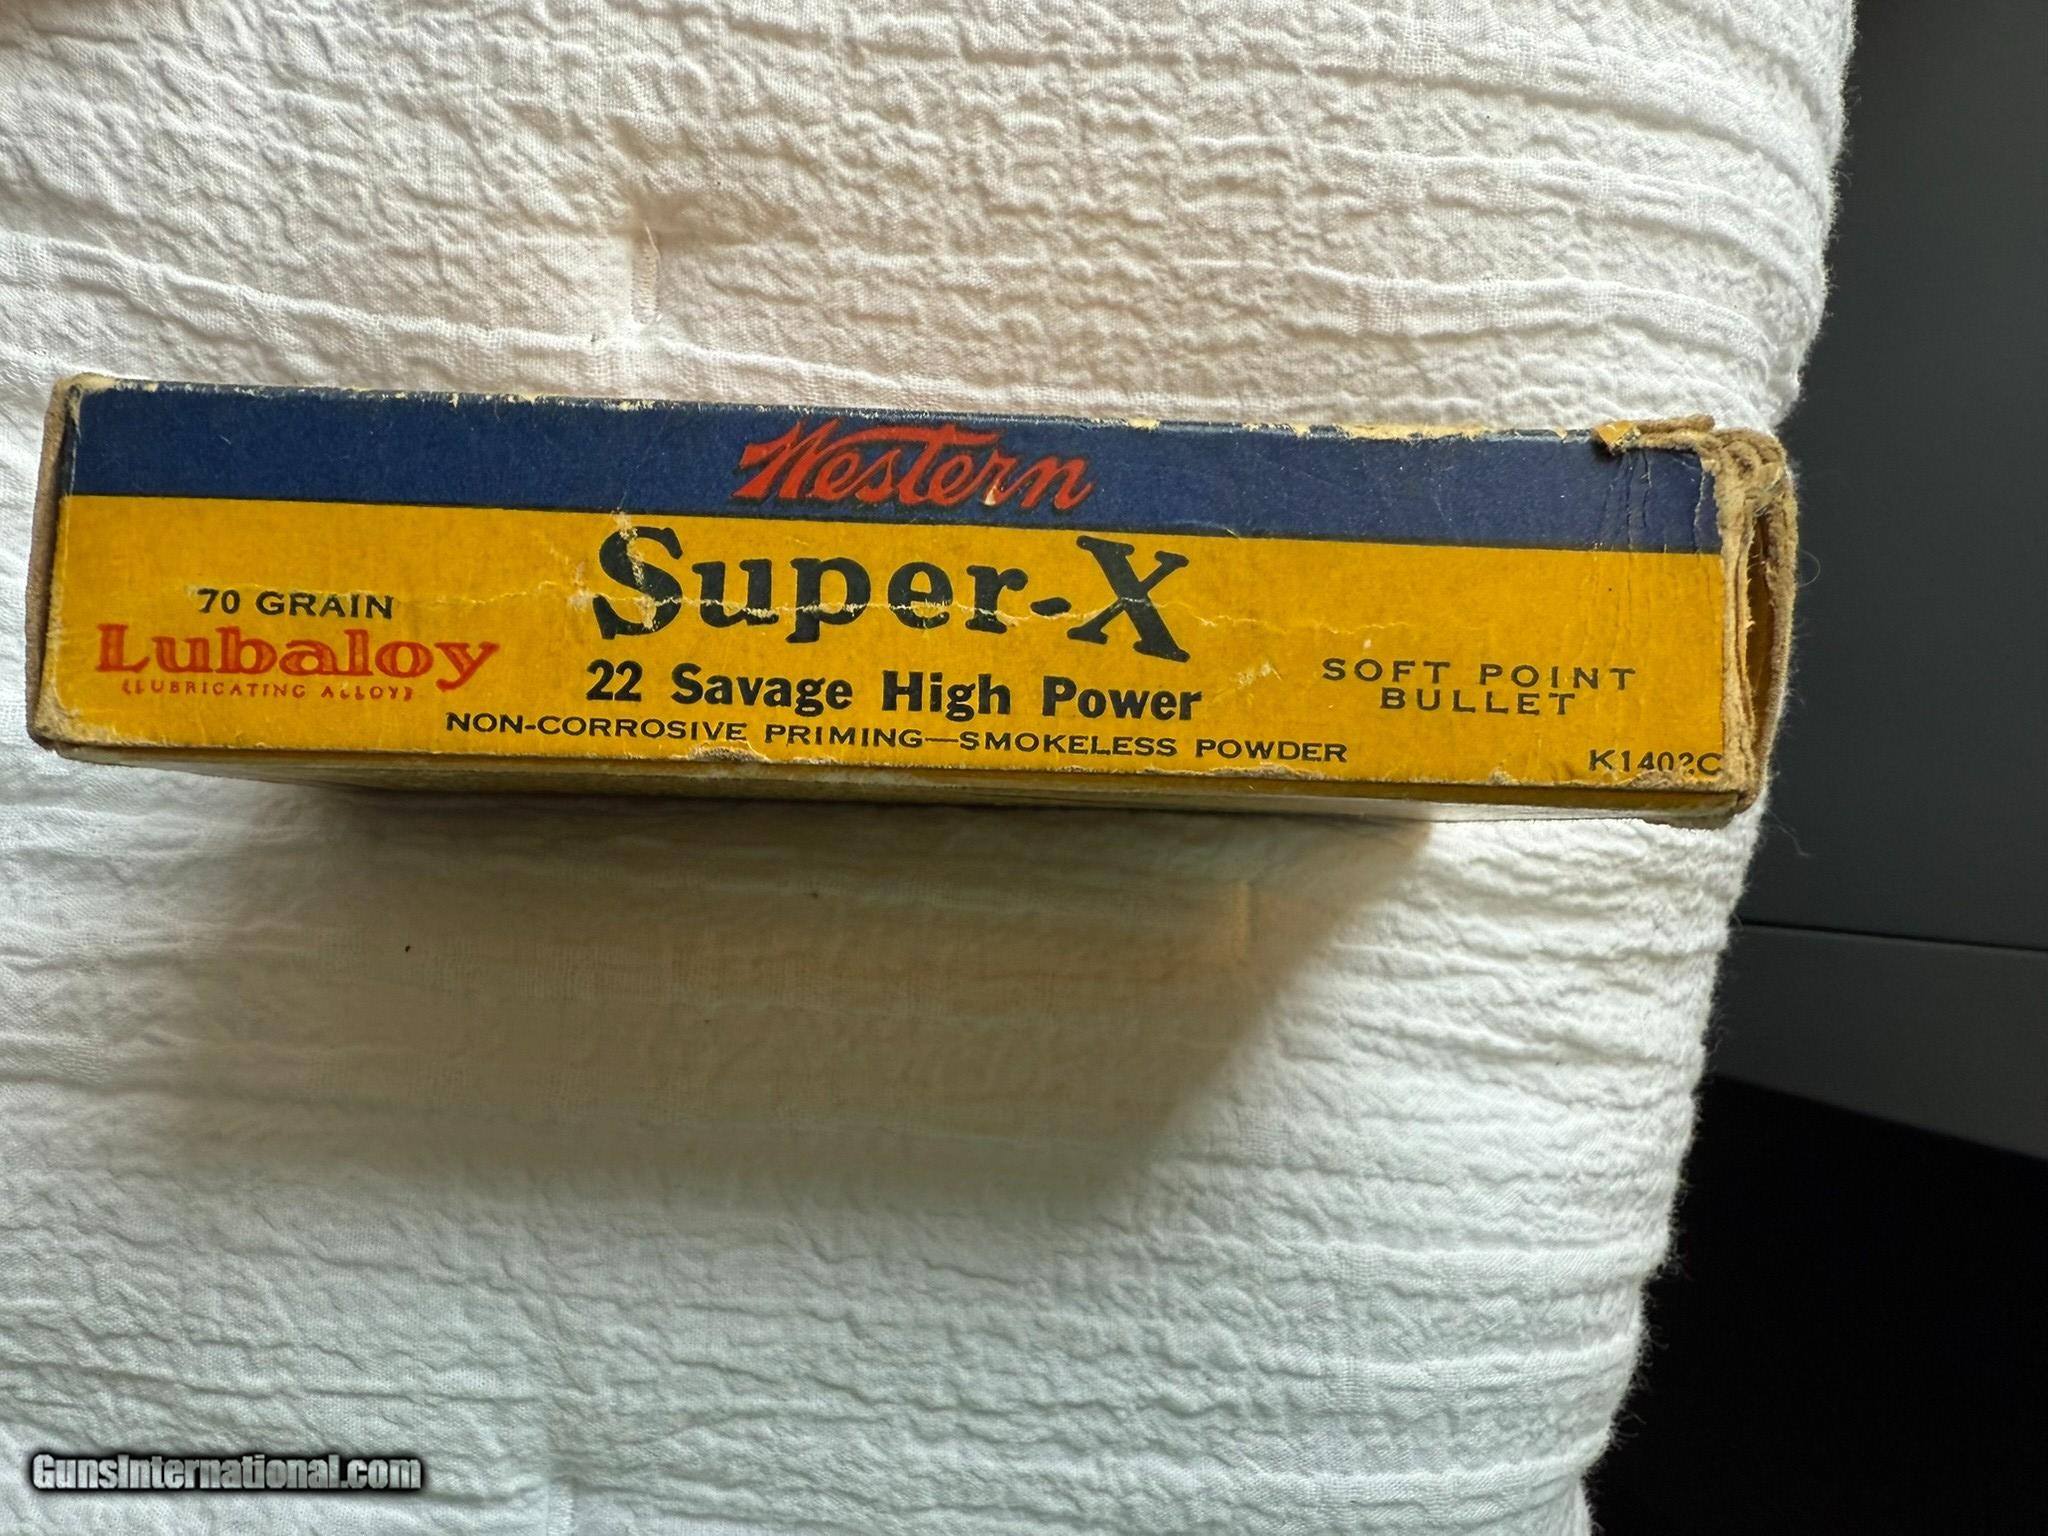 Western
Super-X
70 GRAIN
Lubaloy
(LUBRICATING ALLOY)
22 Savage High Power
SOFT POINT
BULLET
NON-CORROSIVE PRIMING—SMOKELESS POWDER
K1402C
GunsInternational.com